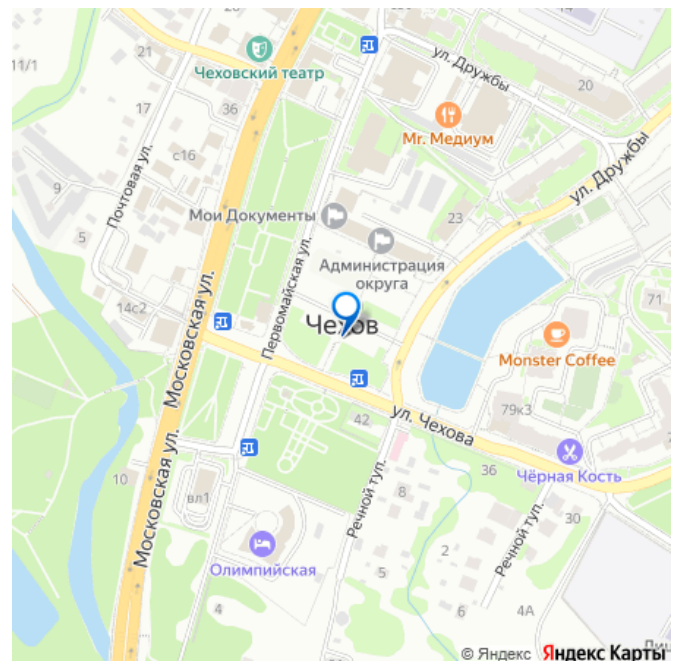 20
14
11/1
21
Чеховский театр
ул. Дружбы
20
17
36
Mr. Медиум
с16
Почтовая ул.
ул. Дружбы
9
Мои Документы
23
5
Администрация
округа
Первомайская ул.
14с2
Чехов
71
Московская ул.
Monster Coffee
79к3
42
ул. Чехова
Московская ул.
36
Чёрная Кость
10
вл1
8
Речной туп.
30
Речной туп.
Олимпийская
2
5
4
6
4А
© Яндекс Яндекс Карты